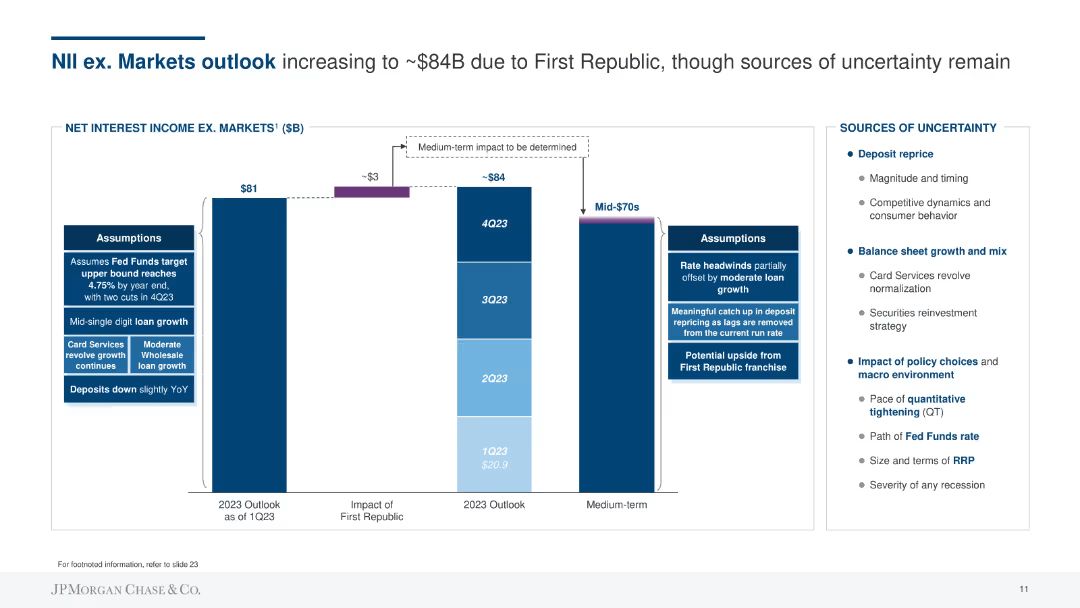 NII ex. Markets outlook increasing to ~$84B due to First Republic, though sources of uncertainty remain
NET INTEREST INCOME EX. MARKETS¹ ($B)
Medium-term impact to be determined
$81
~$3
~$84
Mid-$70s
Assumptions
Assumes Fed Funds target
upper bound reaches
4.75% by year end,
with two cuts in 4Q23
Mid-single digit loan growth
Card Services
revolve growth
continues
Moderate
Wholesale
loan growth
Deposits down slightly YoY
4Q23
3Q23
2Q23
1Q23
$20.9
Assumptions
Rate headwinds partially
offset by moderate loan
growth
Meaningful catch up in deposit
repricing as lags are removed
from the current run rate
Potential upside from
First Republic franchise
2023 Outlook
as of 1Q23
Impact of
First Republic
2023 Outlook
Medium-term
SOURCES OF UNCERTAINTY
Deposit reprice
Magnitude and timing
Competitive dynamics and
consumer behavior
Balance sheet growth and mix
Card Services revolve
normalization
Securities reinvestment
strategy
Impact of policy choices and
macro environment
Pace of quantitative
tightening (QT)
Path of Fed Funds rate
Size and terms of RRP
Severity of any recession
For footnoted information, refer to slide 23
JPMORGAN CHASE & CO.
11